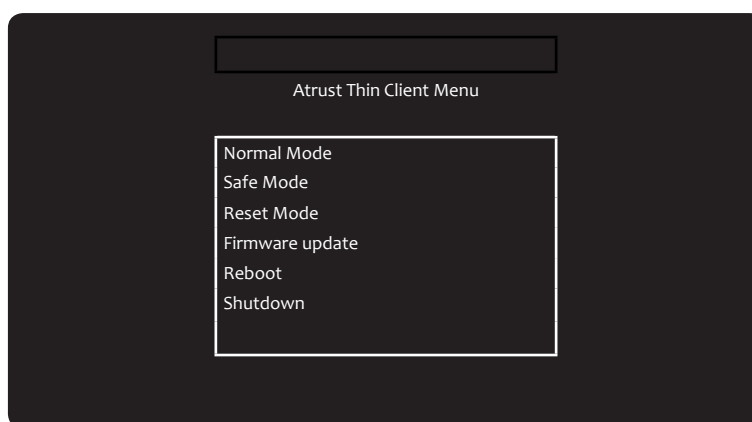 Atrust Thin Client Menu
Normal Mode
Safe Mode
Reset Mode
Firmware update
Reboot
Shutdown